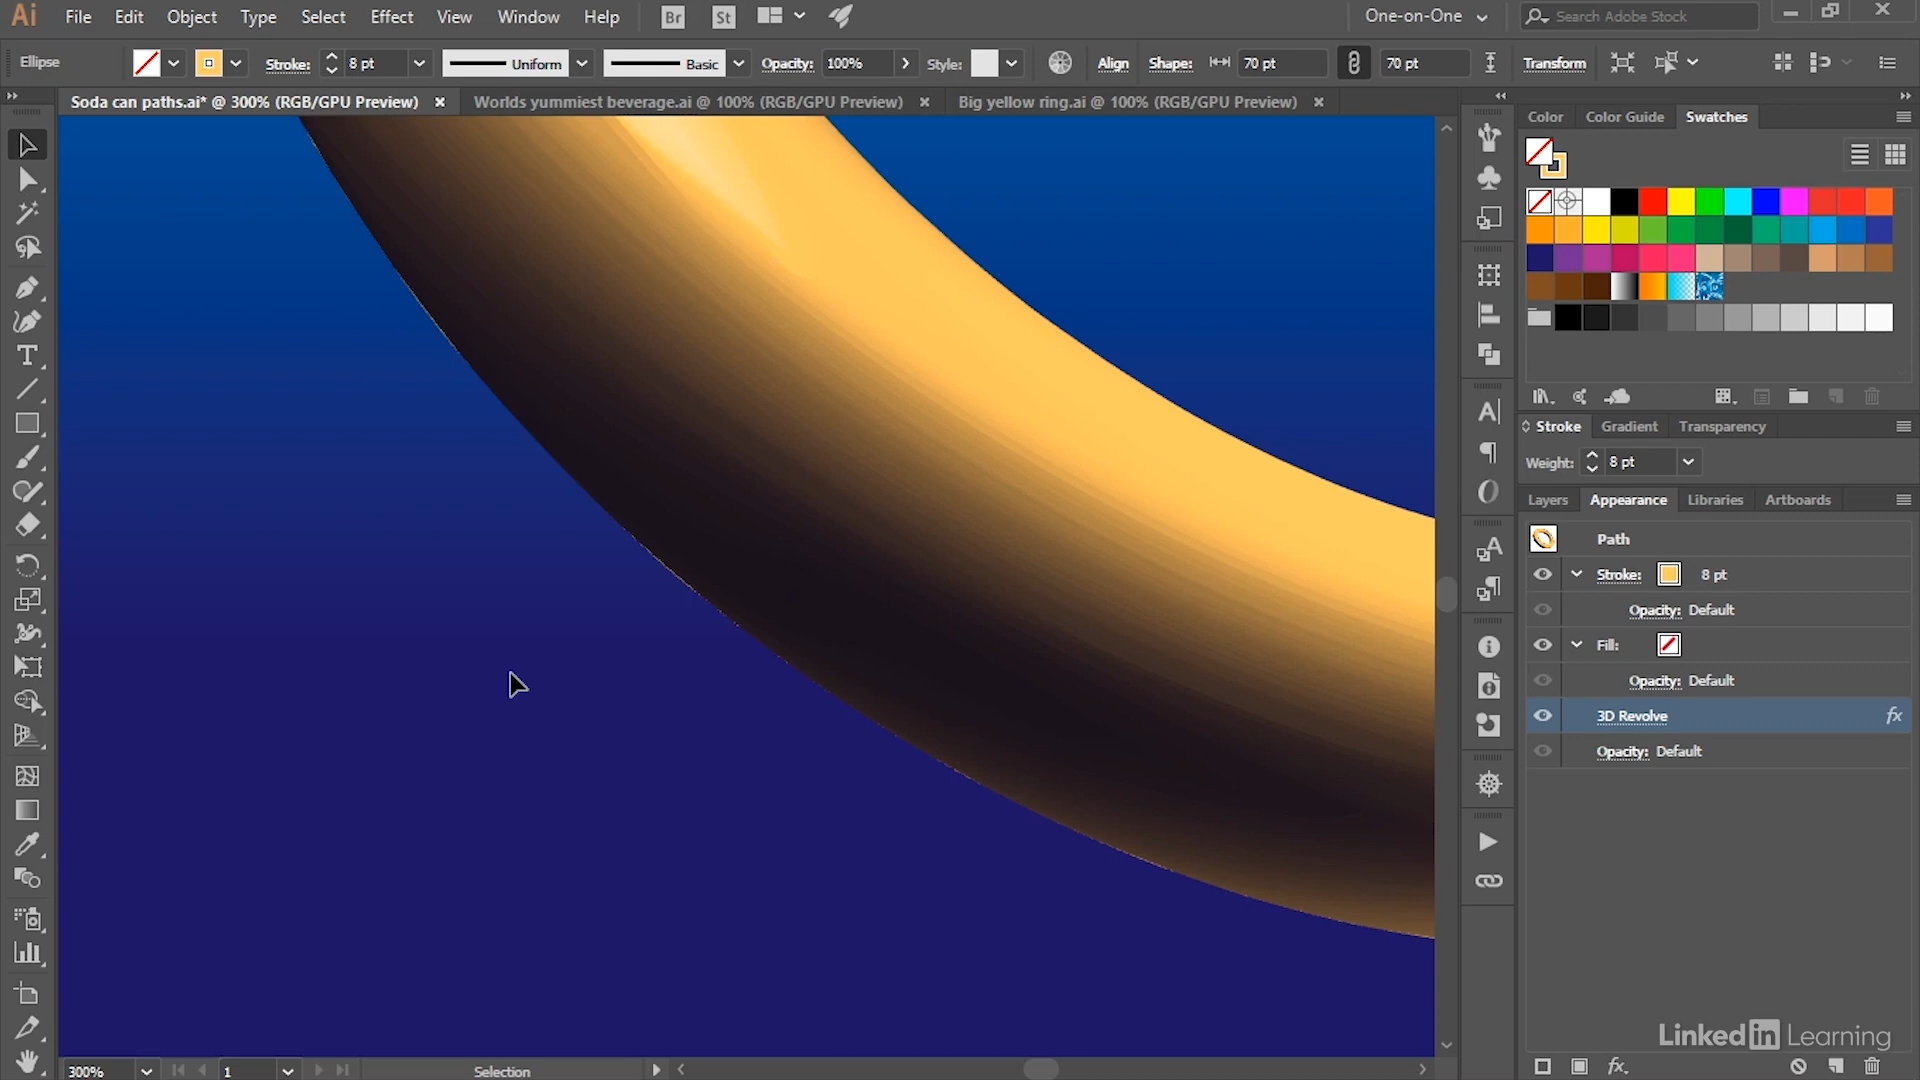 Ai File Edit Object Type Select Effect View Window Help Br St One-on-One Search Adobe Stock
Ellipse Stroke: 8 pt Uniform Basic Opacity: 100% Style: Align Shape: 70 pt 70 pt Transform
Soda can paths.ai* @ 300% (RGB/GPU Preview) Worlds yummiest beverage.ai @ 100% (RGB/GPU Preview) Big yellow ring.ai @ 100% (RGB/GPU Preview)
Color Color Guide Swatches
Stroke Gradient Transparency
Weight: 8 pt
Layers Appearance Libraries Artboards
Path
Stroke: 8 pt
Opacity: Default
Fill:
Opacity: Default
3D Revolve fx
Opacity: Default
Linked in Learning
300% 1 Selection fx